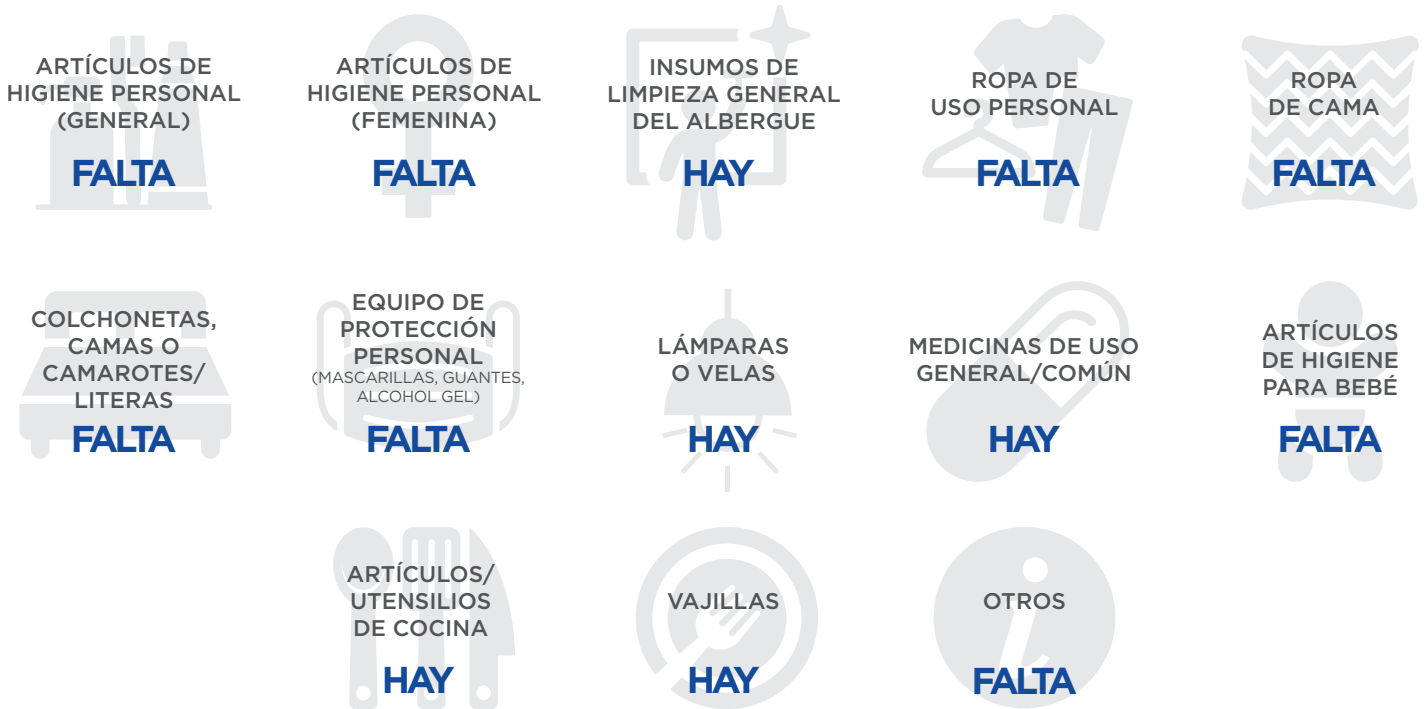 ARTÍCULOS DE
HIGIENE PERSONAL
(GENERAL)
FALTA
ARTÍCULOS DE
HIGIENE PERSONAL
(FEMENINA)
FALTA
INSUMOS DE
LIMPIEZA GENERAL
DEL ALBERGUE
HAY
ROPA DE
USO PERSONAL
FALTA
ROPA
DE CAMA
FALTA
COLCHONETAS,
CAMAS O
CAMAROTES/
LITERAS
FALTA
EQUIPO DE
PROTECCIÓN
PERSONAL
(MASCARILLAS, GUANTES,
ALCOHOL GEL)
FALTA
LÁMPARAS
O VELAS
HAY
MEDICINAS DE USO
GENERAL/COMÚN
HAY
ARTÍCULOS
DE HIGIENE
PARA BEBÉ
FALTA
ARTÍCULOS/
UTENSILIOS
DE COCINA
HAY
VAJILLAS
HAY
OTROS
FALTA